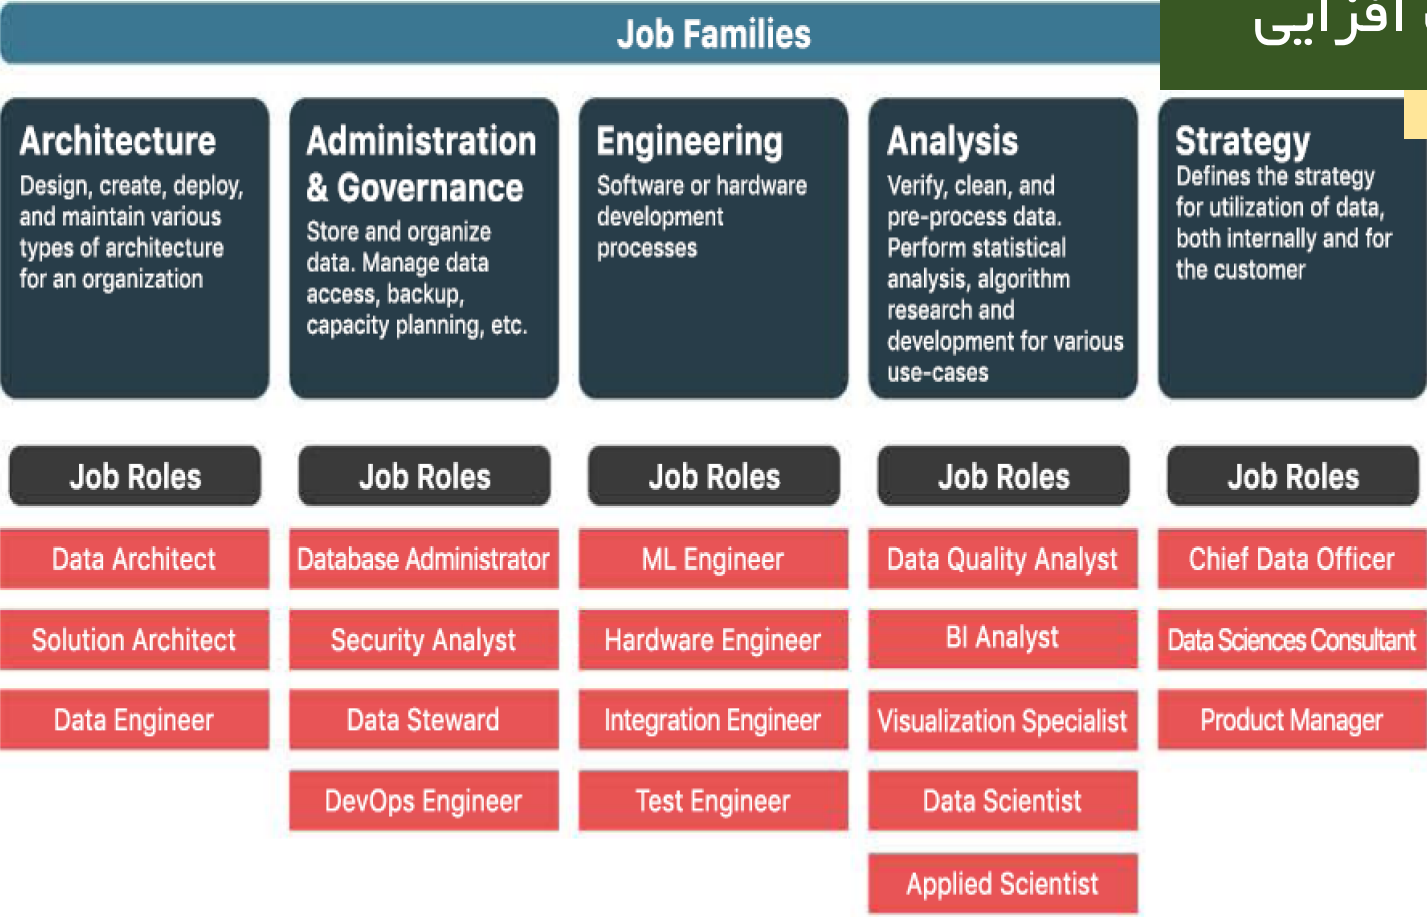 Job Families
افزایی
Architecture
Design, create, deploy,
and maintain various
types of architecture
for an organization
Administration
& Governance
Store and organize
data. Manage data
access, backup,
capacity planning, etc.
Engineering
Software or hardware
development
processes
Analysis
Verify, clean, and
pre-process data.
Perform statistical
analysis, algorithm
research and
development for various
use-cases
Strategy
Defines the strategy
for utilization of data,
both internally and for
the customer
Job Roles
Data Architect
Solution Architect
Data Engineer
Job Roles
Database Administrator
Security Analyst
Data Steward
DevOps Engineer
Job Roles
ML Engineer
Hardware Engineer
Integration Engineer
Test Engineer
Job Roles
Data Quality Analyst
BI Analyst
Visualization Specialist
Data Scientist
Applied Scientist
Job Roles
Chief Data Officer
Data Sciences Consultant
Product Manager